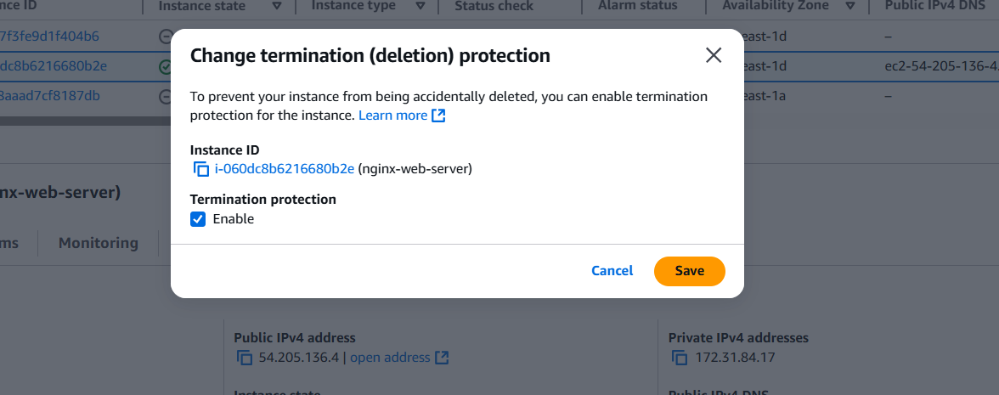 nce ID Instance state Instance type Status check Alarm status Availability Zone Public IPv4 DNS
7f3fe9d1f404b6 east-1d –
dc8b6216680b2e east-1d ec2-54-205-136-4.
8aaad7cf8187db east-1a –
Change termination (deletion) protection
To prevent your instance from being accidentally deleted, you can enable termination
protection for the instance. Learn more
Instance ID
i-060dc8b6216680b2e (nginx-web-server)
Termination protection
Enable
Cancel Save
nx-web-server)
ms Monitoring
Public IPv4 address Private IPv4 addresses
54.205.136.4 | open address 172.31.84.17
Instance state Public IPv4 DNS